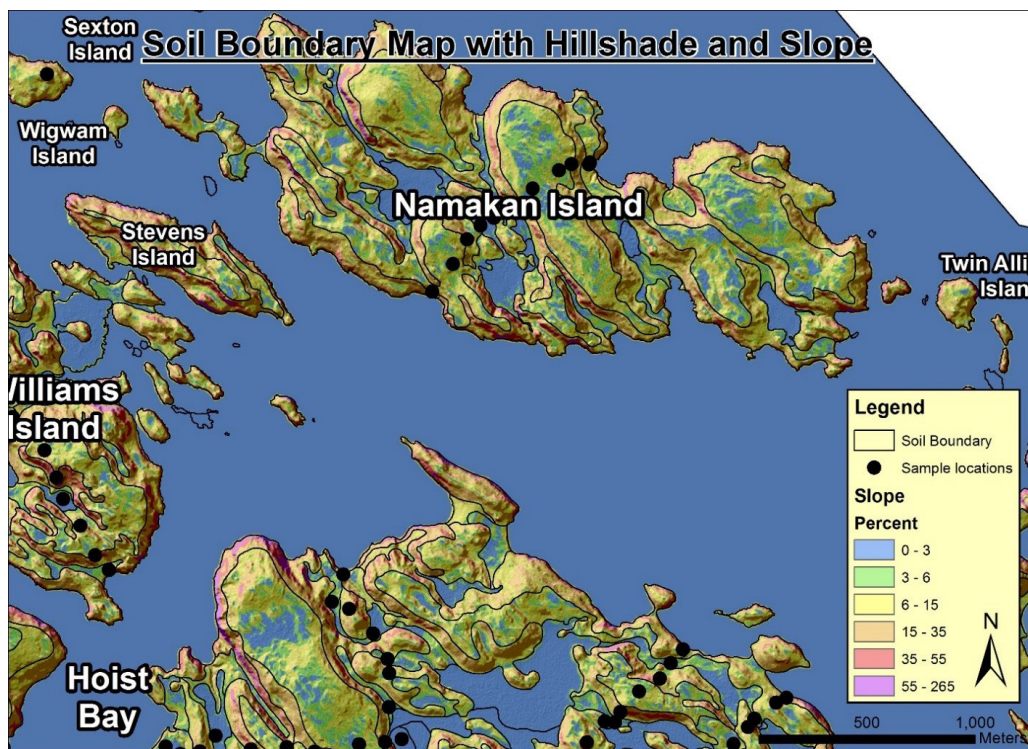 Sexton
Island
Soil Boundary Map with Hillshade and Slope
Wigwam
Island
Namakan Island
Stevens
Island
Twin Alli
Islan
Williams
Island
Legend
Soil Boundary
Sample locations
Slope
Percent
0 - 3
3 - 6
6 - 15
15 - 35
35 - 55
55 - 265
N
Hoist
Bay
500
1,000
Meters